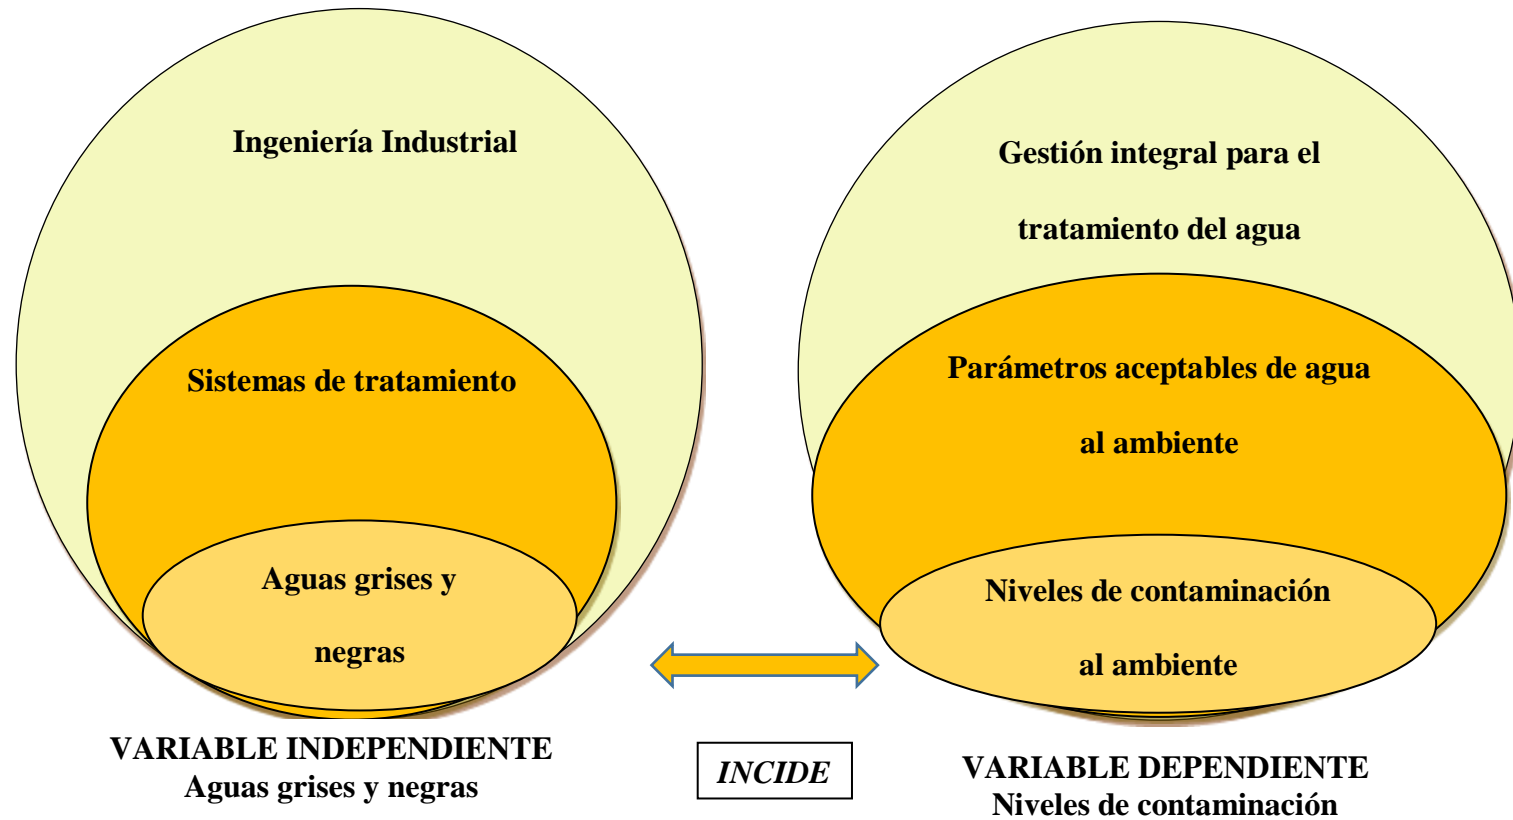 Ingeniería Industrial
Sistemas de tratamiento
Aguas grises y
negras
VARIABLE INDEPENDIENTE
Aguas grises y negras
INCIDE
Gestión integral para el
tratamiento del agua
Parámetros aceptables de agua
al ambiente
Niveles de contaminación
al ambiente
VARIABLE DEPENDIENTE
Niveles de contaminación